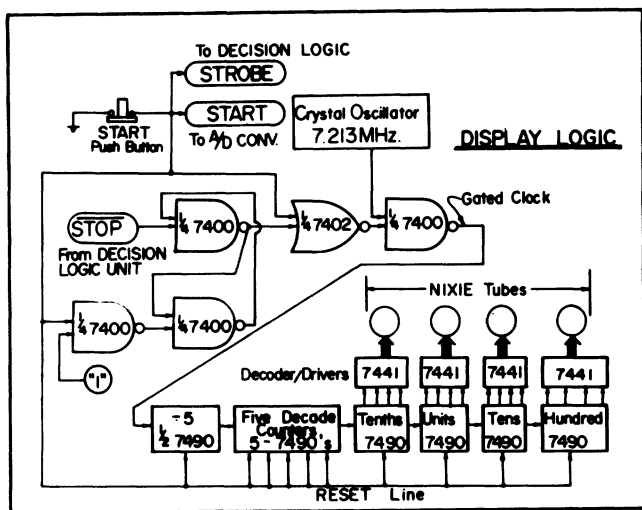 To DECISION LOGIC
STROBE
START
To A/D CONV.
START
Push Button
Crystal Oscillator
7.213MHz.
DISPLAY LOGIC
Gated Clock
STOP
From DECISION
LOGIC UNIT
1/4 7400
1/4 7402
1/4 7400
1/4 7400
1/4 7400
"1"
NIXIE Tubes
Decoder/Drivers
7441
7441
7441
7441
÷5
1/2 7490
Five Decade
Counters
5-7490's
Tenths
7490
Units
7490
Tens
7490
Hundred
7490
RESET Line